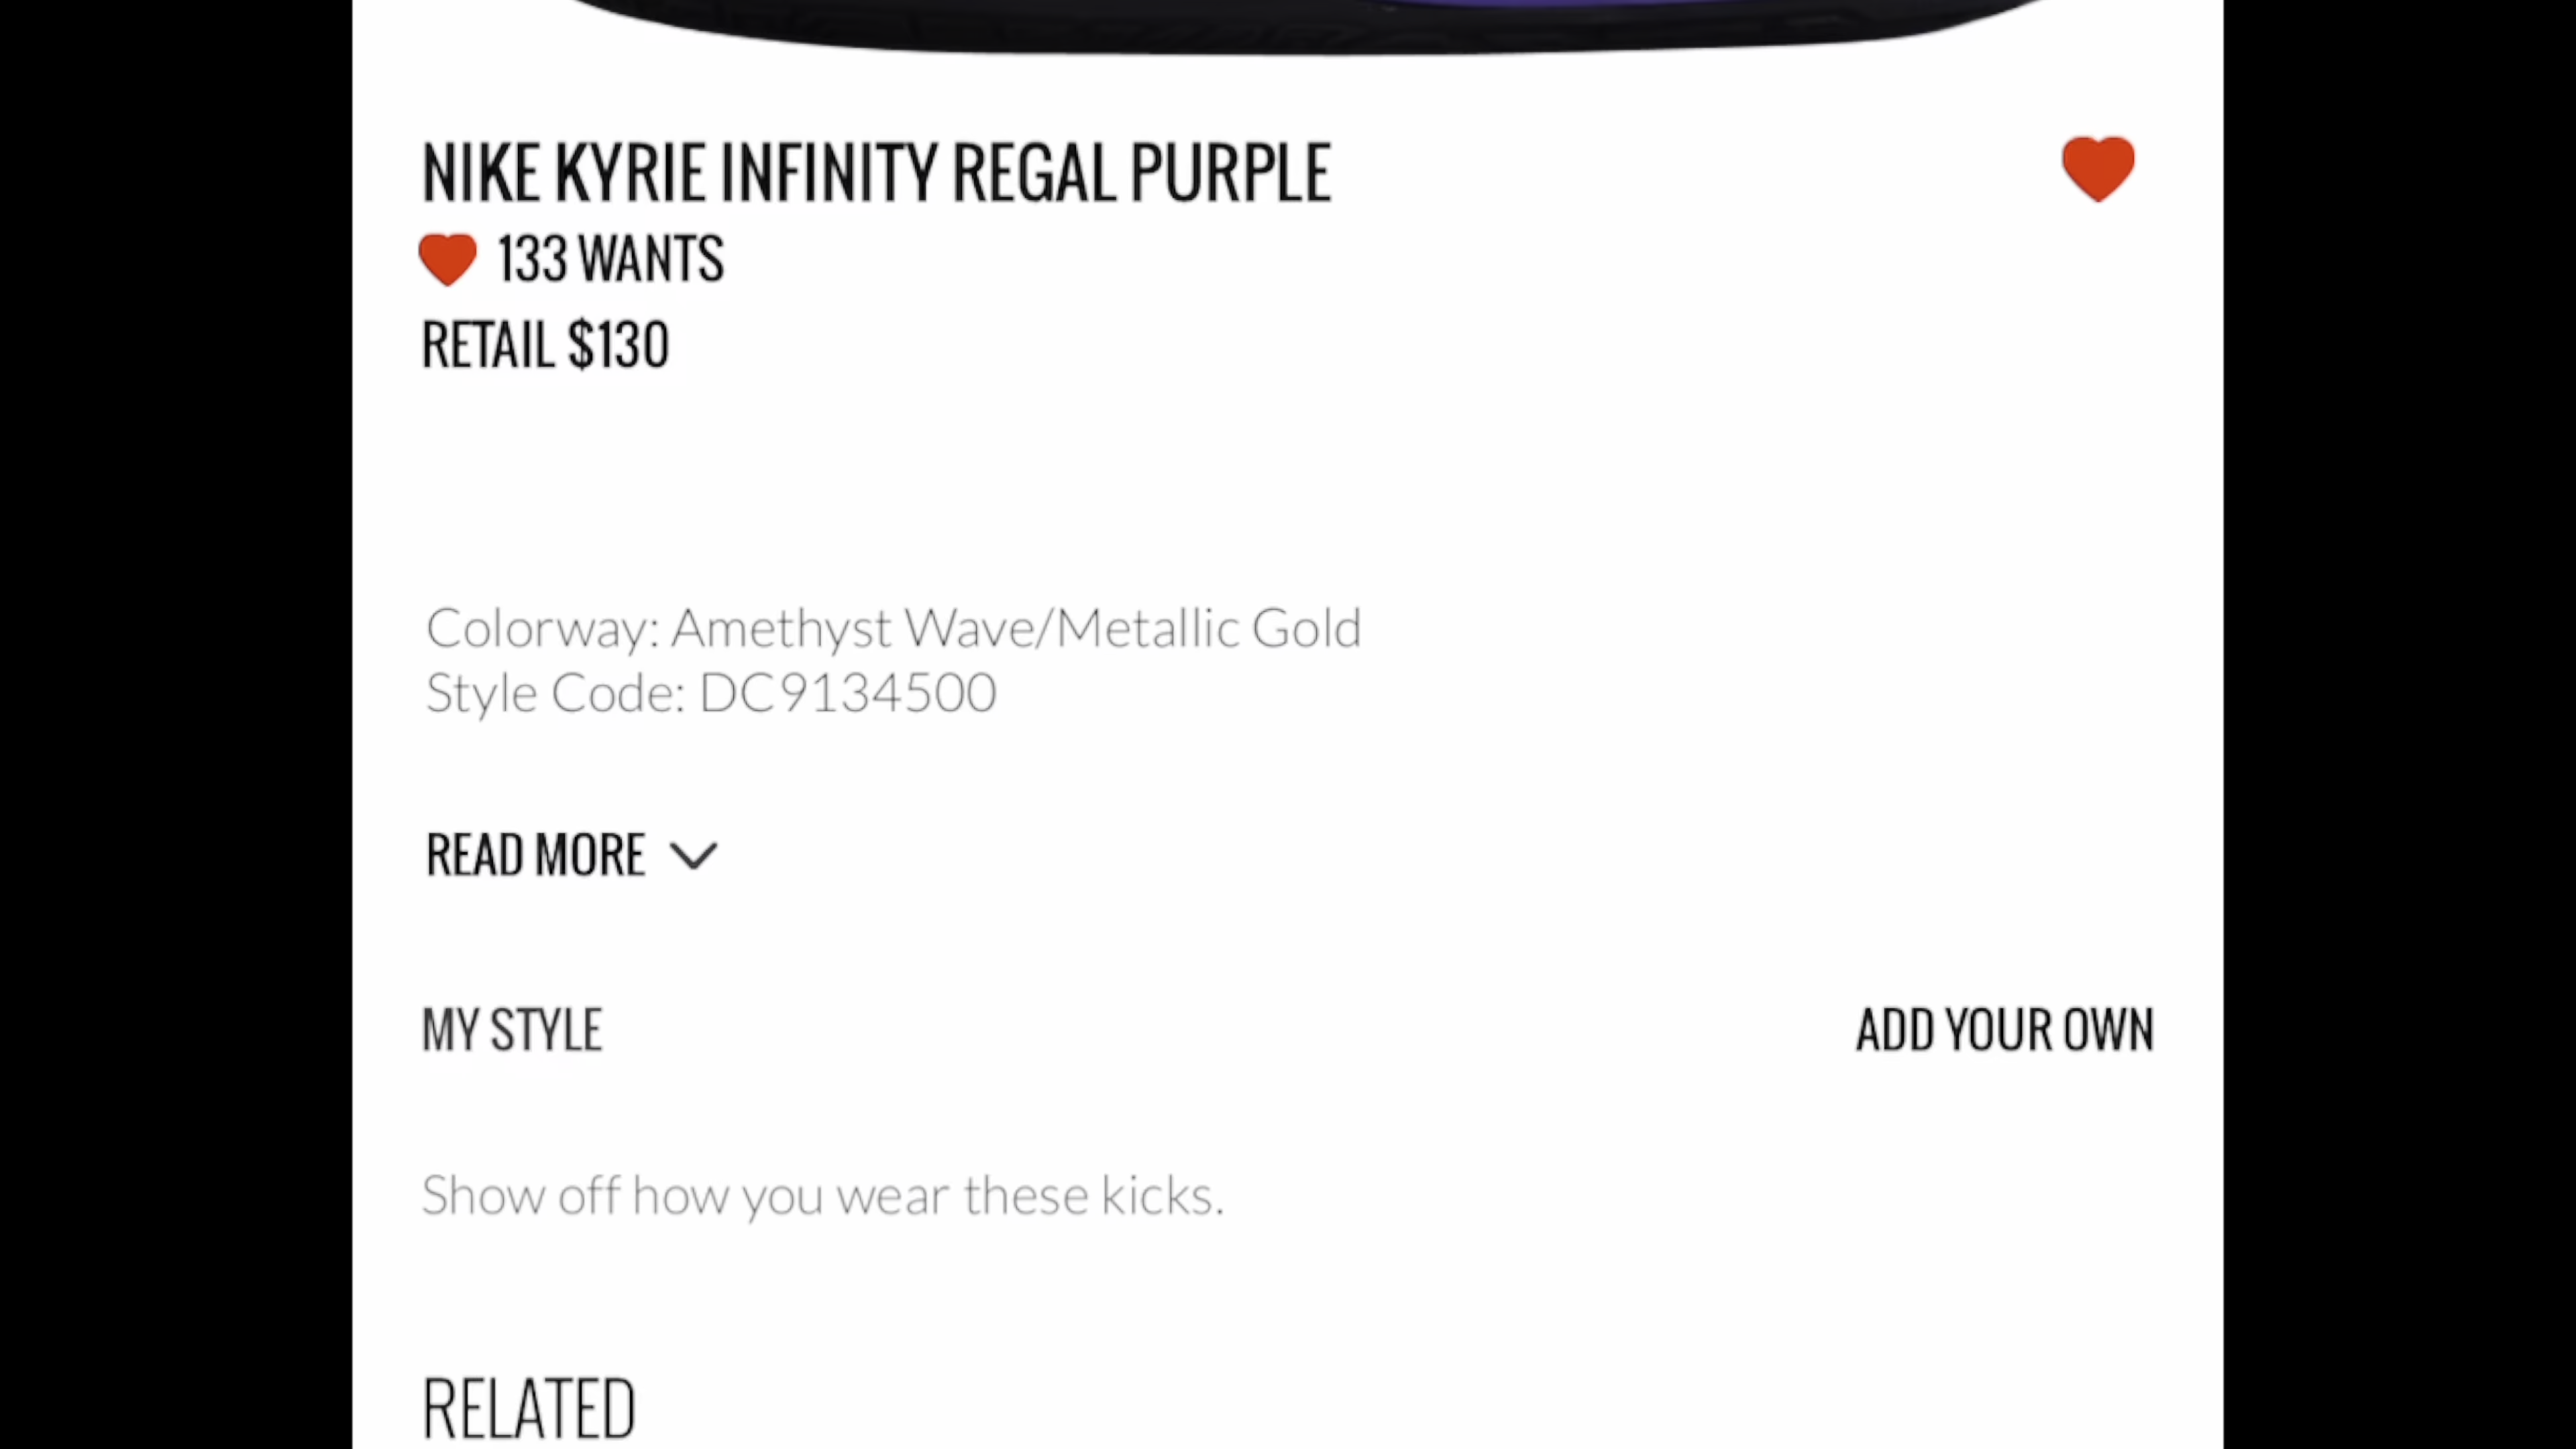 NIKE KYRIE INFINITY REGAL PURPLE
133 WANTS
RETAIL $130
Colorway: Amethyst Wave/Metallic Gold
Style Code: DC9134500
READ MORE
MY STYLE
ADD YOUR OWN
Show off how you wear these kicks.
RELATED